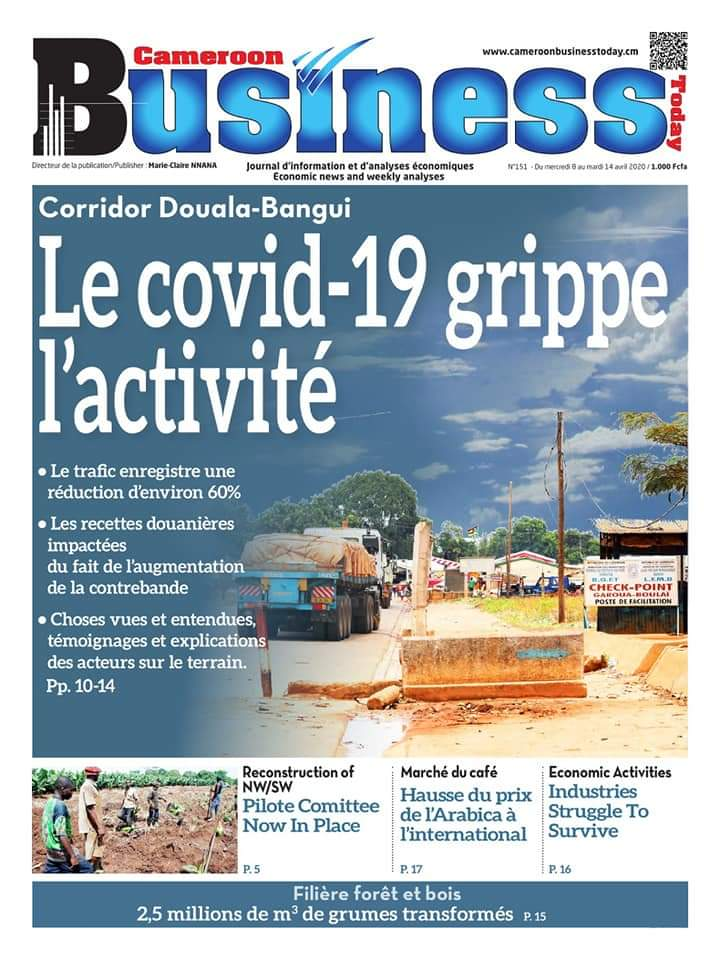 Cameroon
Business
Today
www.cameroonbusinesstoday.cm
Directeur de la publication/Publisher : Marie-Claire NNANA
Journal d'information et d'analyses économiques
Economic news and weekly analyses
N°151 - Du mercredi 8 au mardi 14 avril 2020 / 1.000 Fcfa
Corridor Douala-Bangui
Le covid-19 grippe
l'activité
• Le trafic enregistre une
réduction d'environ 60%
• Les recettes douanières
impactées
du fait de l'augmentation
de la contrebande
• Choses vues et entendues,
témoignages et explications
des acteurs sur le terrain.
Pp. 10-14
CHECK-POINT
GAROUA-BOULAI
POSTE DE FACILITATION
Reconstruction of
NW/SW
Pilote Comittee
Now In Place
P. 5
Marché du café
Hausse du prix
de l'Arabica à
l'international
P. 17
Economic Activities
Industries
Struggle To
Survive
P. 16
Filière forêt et bois
2,5 millions de m³ de grumes transformés P. 15